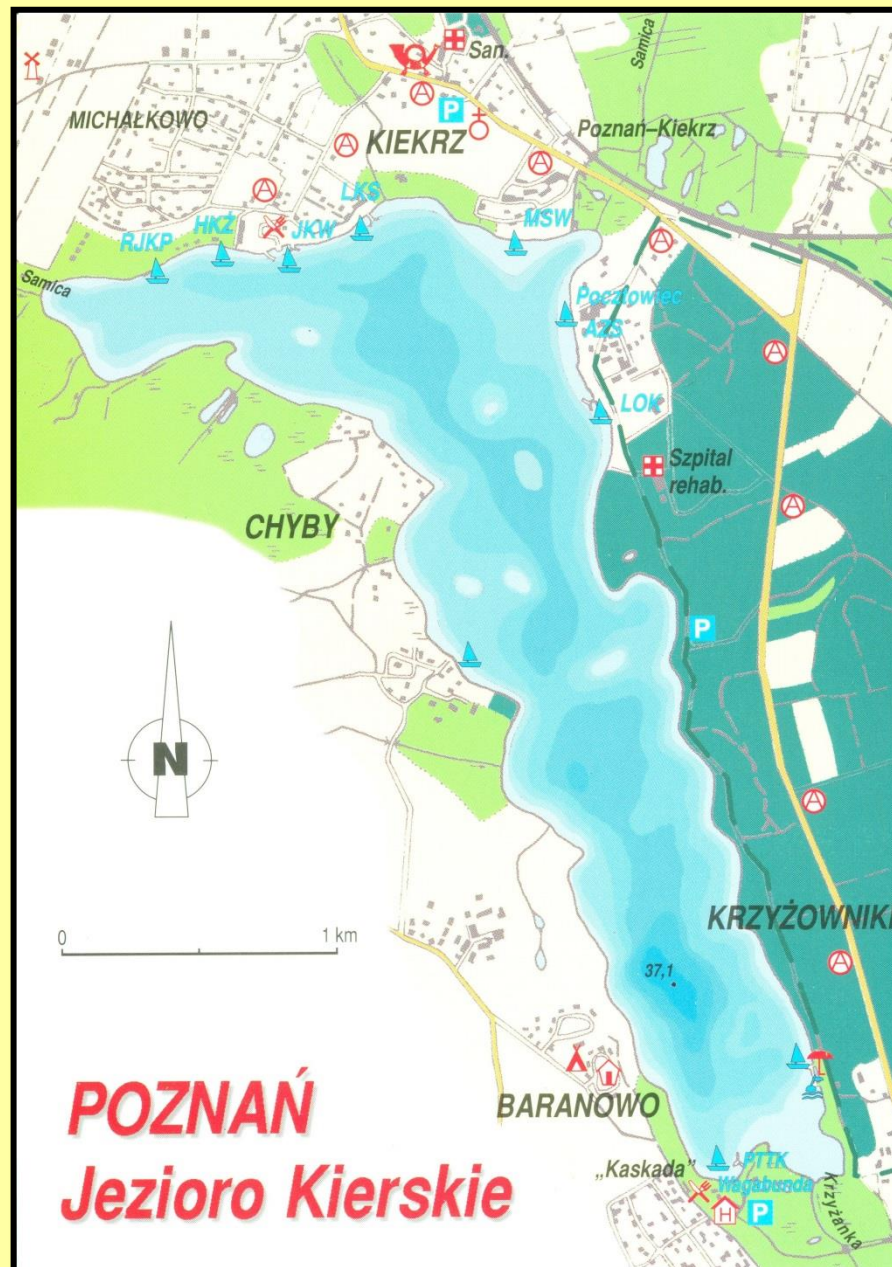 San.
Samica
MICHAŁKOWO
P
KIEKRZ
Poznań–Kiekrz
A
A
A
A
LKS
HKŻ
JKW
MSW
RJKP
Samica
A
Pocztowiec
AZS
A
LOK
Szpital
rehab.
A
CHYBY
P
N
A
KRZYŻOWNIKI
0
1 km
A
37,1
BARANOWO
POZNAŃ
Jezioro Kierskie
„Kaskada”
PTTK
Wagabunda
H
P
Krzyżanka